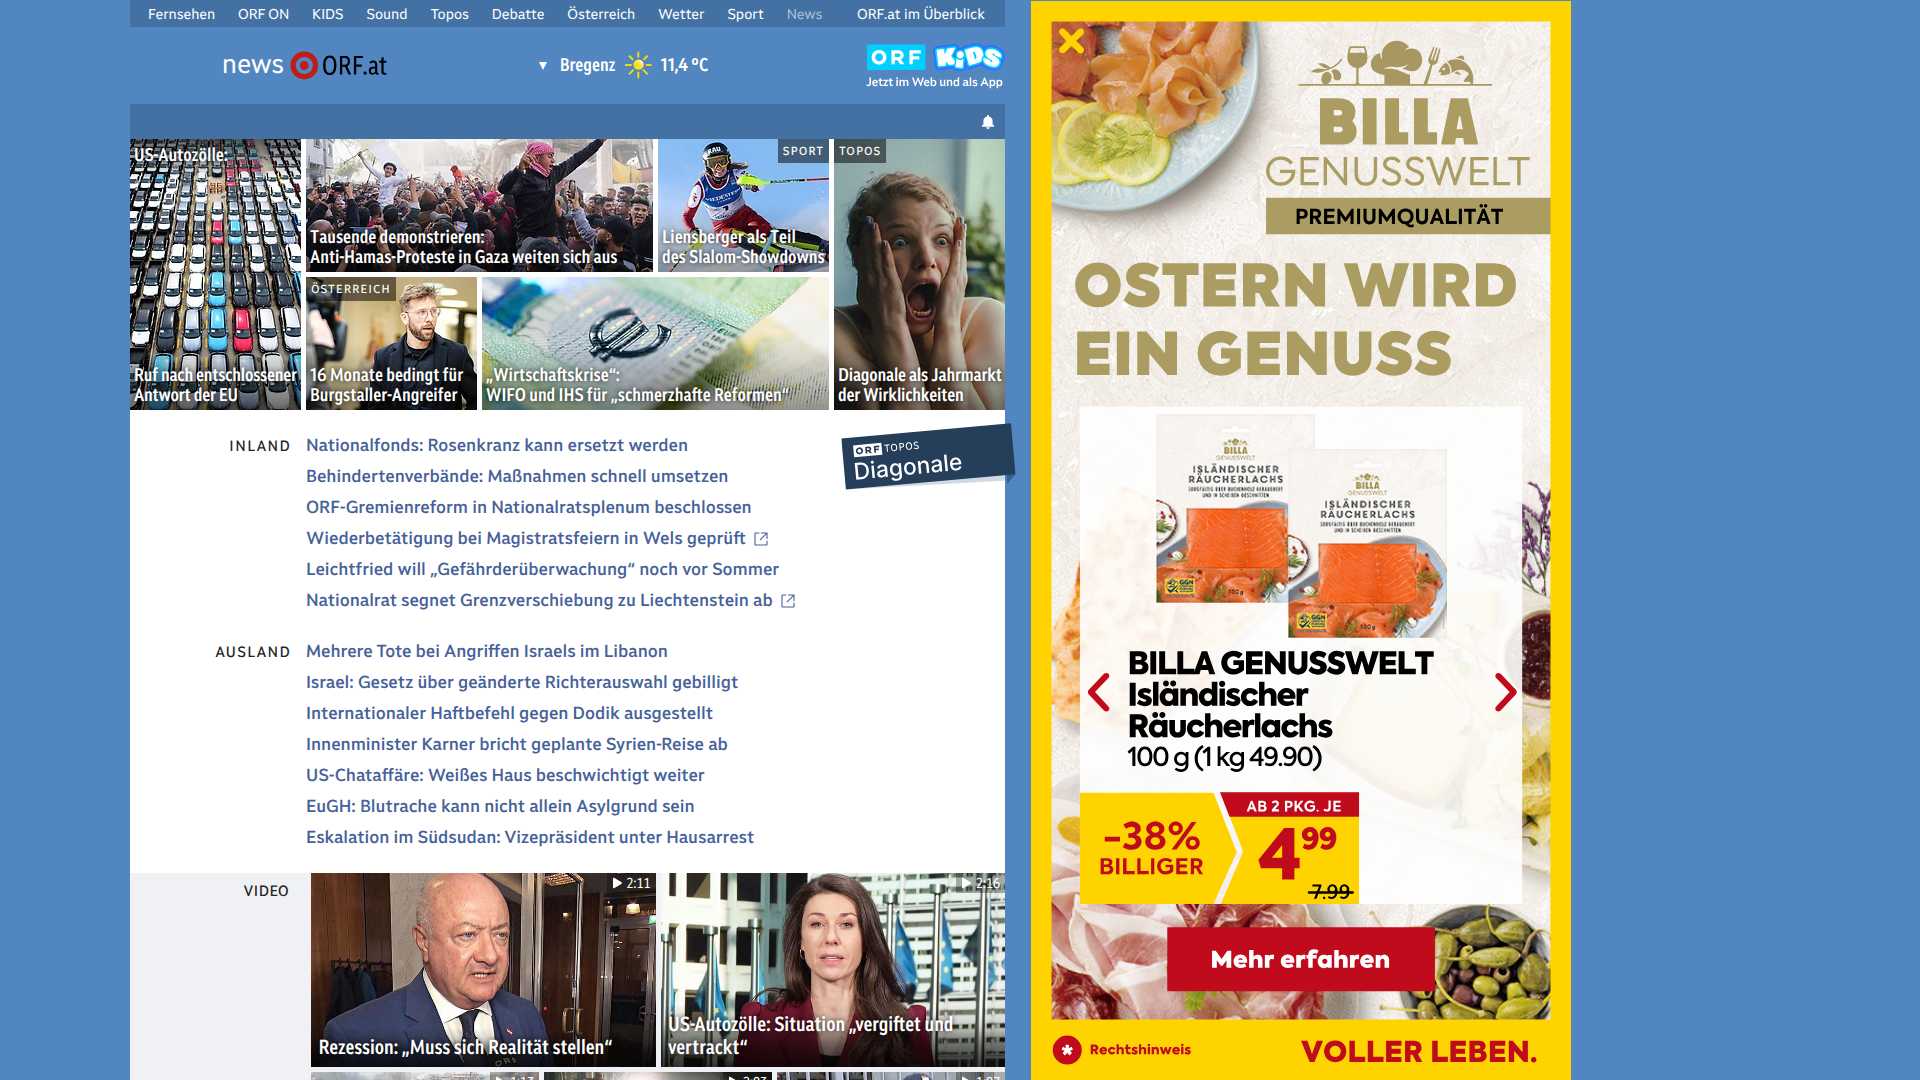 Fernsehen ORF ON KIDS Sound Topos Debatte Österreich Wetter Sport News ORF.at im Überblick
news ORF.at
Bregenz 11,4 °C
ORF KiDS
Jetzt im Web und als App
US-Autozölle:
Ruf nach entschlossener
Antwort der EU
Tausende demonstrieren:
Anti-Hamas-Proteste in Gaza weiten sich aus
SPORT
Liensberger als Teil
des Slalom-Showdowns
TOPOS
Diagonale als Jahrmarkt
der Wirklichkeiten
ÖSTERREICH
16 Monate bedingt für
Burgstaller-Angreifer
„Wirtschaftskrise“:
WIFO und IHS für „schmerzhafte Reformen“
INLAND
Nationalfonds: Rosenkranz kann ersetzt werden
Behindertenverbände: Maßnahmen schnell umsetzen
ORF-Gremienreform in Nationalratsplenum beschlossen
Wiederbetätigung bei Magistratsfeiern in Wels geprüft
Leichtfried will „Gefährderüberwachung“ noch vor Sommer
Nationalrat segnet Grenzverschiebung zu Liechtenstein ab
ORF TOPOS
Diagonale
AUSLAND
Mehrere Tote bei Angriffen Israels im Libanon
Israel: Gesetz über geänderte Richterauswahl gebilligt
Internationaler Haftbefehl gegen Dodik ausgestellt
Innenminister Karner bricht geplante Syrien-Reise ab
US-Chataffäre: Weißes Haus beschwichtigt weiter
EuGH: Blutrache kann nicht allein Asylgrund sein
Eskalation im Südsudan: Vizepräsident unter Hausarrest
VIDEO
2:11
Rezession: „Muss sich Realität stellen“
2:16
US-Autozölle: Situation „vergiftet und
vertrackt“
BILLA
GENUSSWELT
PREMIUMQUALITÄT
OSTERN WIRD
EIN GENUSS
BILLA
GENUSSWELT
ISLÄNDISCHER
RÄUCHERLACHS
BILLA
GENUSSWELT
ISLÄNDISCHER
RÄUCHERLACHS
BILLA GENUSSWELT
Isländischer
Räucherlachs
100 g (1 kg 49.90)
-38%
BILLIGER
AB 2 PKG. JE
4 99
7.99
Mehr erfahren
Rechtshinweis
VOLLER LEBEN.